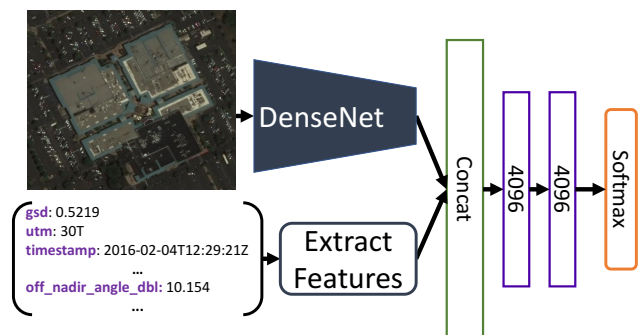 DenseNet
gsd: 0.5219
utm: 30T
timestamp: 2016-02-04T12:29:21Z
...
off_nadir_angle_dbl: 10.154
...
Extract
Features
Concat
4096
4096
Softmax